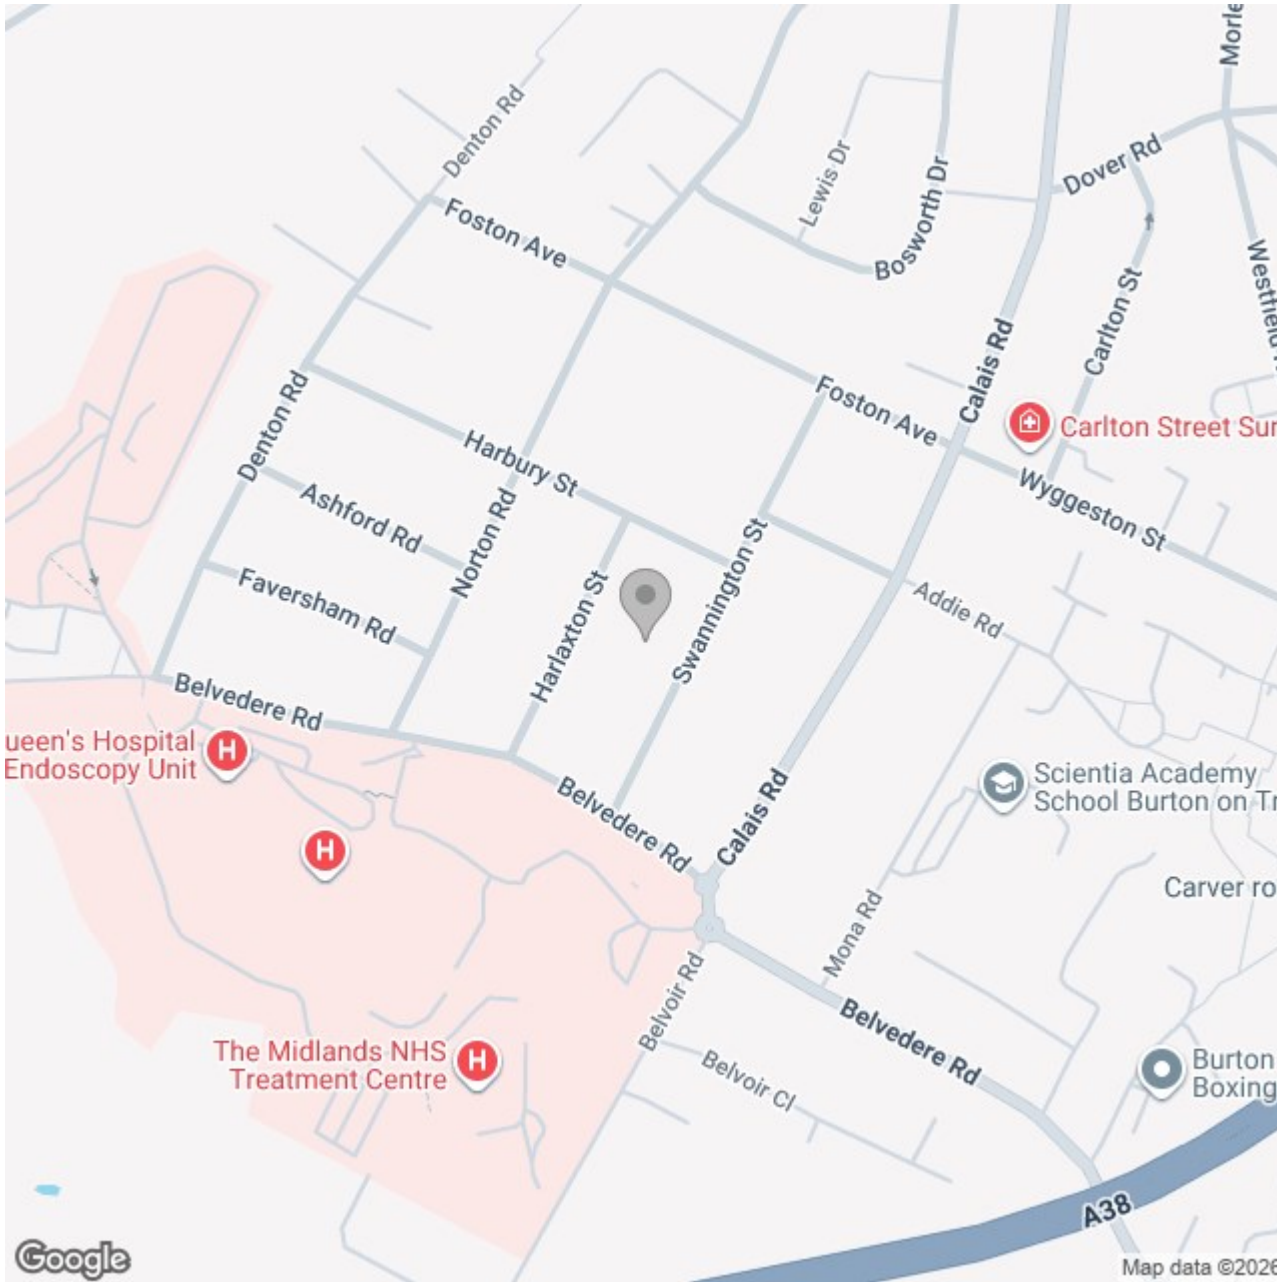 Morle
Denton Rd
Dover Rd
Lewis Dr
Bosworth Dr
Foston Ave
Westfield
Carlton St
Calais Rd
Foston Ave
Carlton Street Sur
Denton Rd
Harbury St
Wyggeston St
Ashford Rd
Norton Rd
Swannington St
Faversham Rd
Harlaxton St
Addie Rd
Belvedere Rd
ueen's Hospital
Endoscopy Unit
H
Scientia Academy
School Burton on Tr
Belvedere Rd
Calais Rd
H
Carver ro
Mona Rd
Belvoir Rd
Belvedere Rd
The Midlands NHS
Treatment Centre
H
Belvoir Cl
Burton
Boxing
A38
Google
Map data ©2026